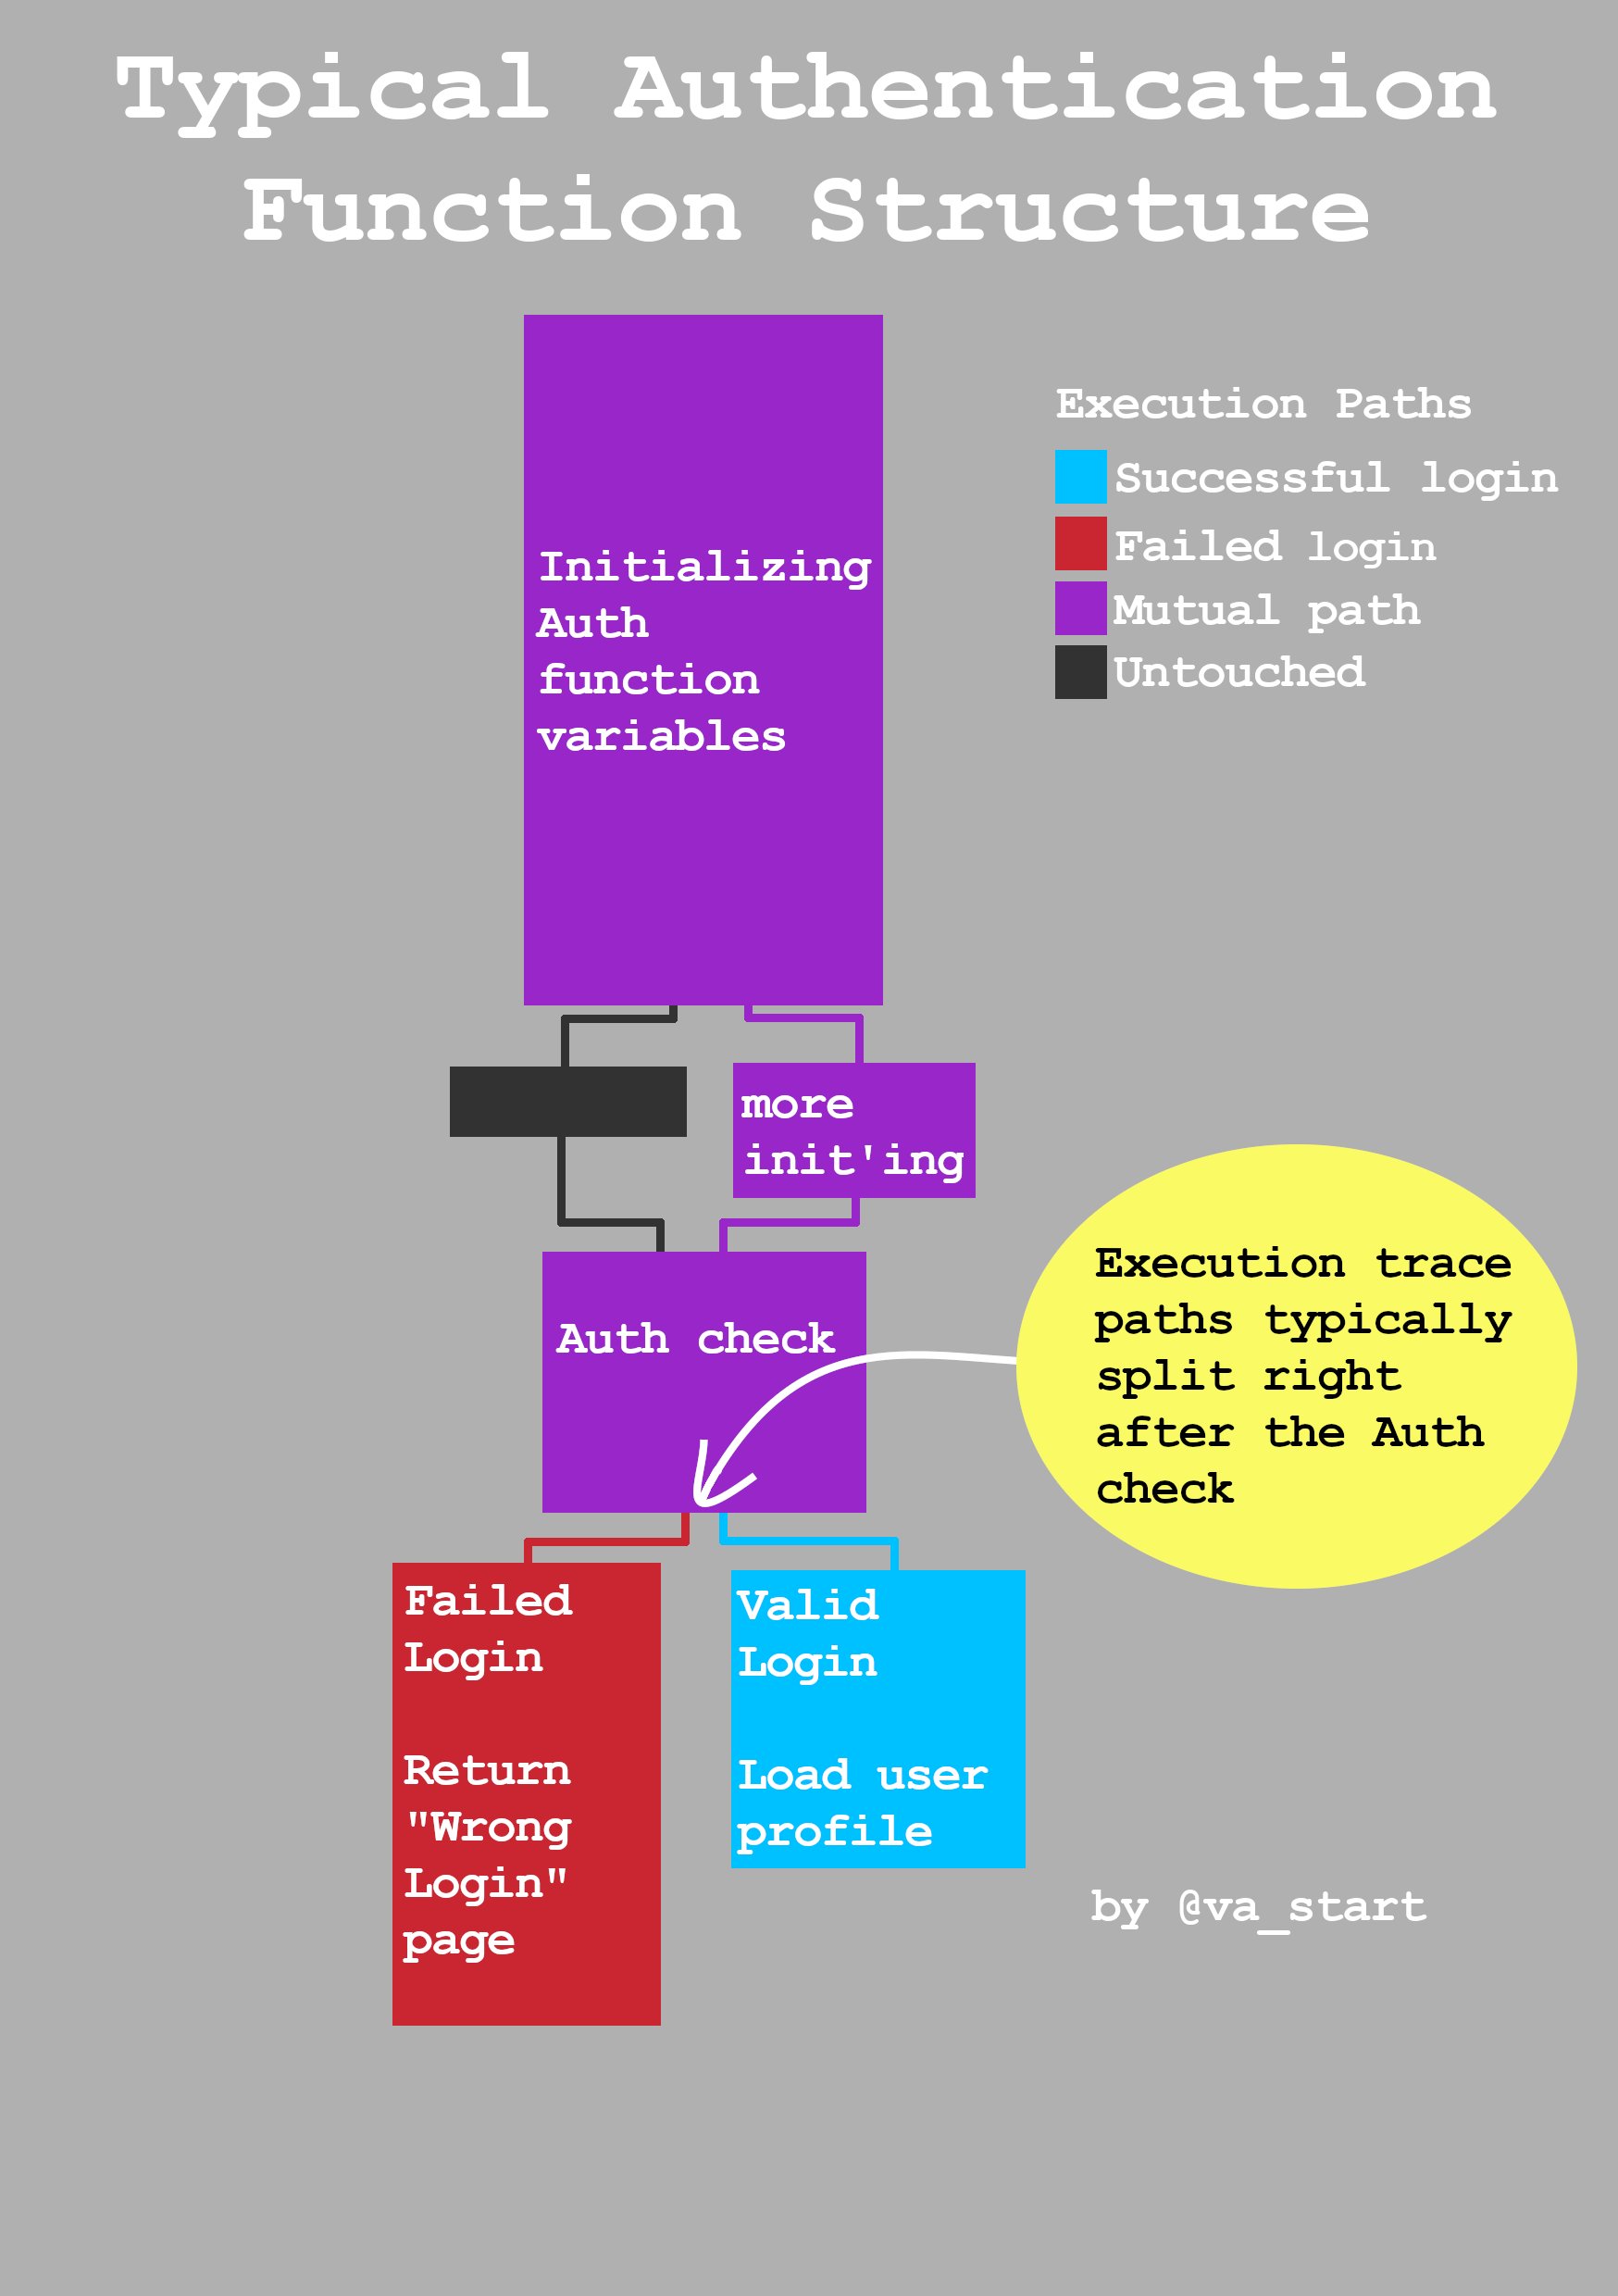 Typical Authentication
Function Structure
Initializing
Auth
function
variables
Execution Paths
Successful login
Failed login
Mutual path
Untouched
more
init'ing
Auth check
Execution trace
paths typically
split right
after the Auth
check
Failed
Login
Return
"Wrong
Login"
page
Valid
Login
Load user
profile
by @va_start